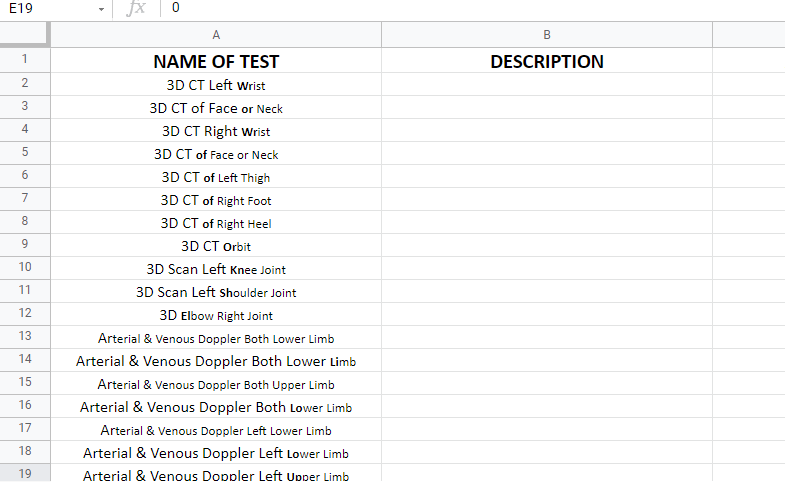 E19 fx 0
A B
1 NAME OF TEST DESCRIPTION
2 3D CT Left Wrist
3 3D CT of Face or Neck
4 3D CT Right Wrist
5 3D CT of Face or Neck
6 3D CT of Left Thigh
7 3D CT of Right Foot
8 3D CT of Right Heel
9 3D CT Orbit
10 3D Scan Left Knee Joint
11 3D Scan Left Shoulder Joint
12 3D Elbow Right Joint
13 Arterial & Venous Doppler Both Lower Limb
14 Arterial & Venous Doppler Both Lower Limb
15 Arterial & Venous Doppler Both Upper Limb
16 Arterial & Venous Doppler Both Lower Limb
17 Arterial & Venous Doppler Left Lower Limb
18 Arterial & Venous Doppler Left Lower Limb
19 Arterial & Venous Doppler Left Upper Limb